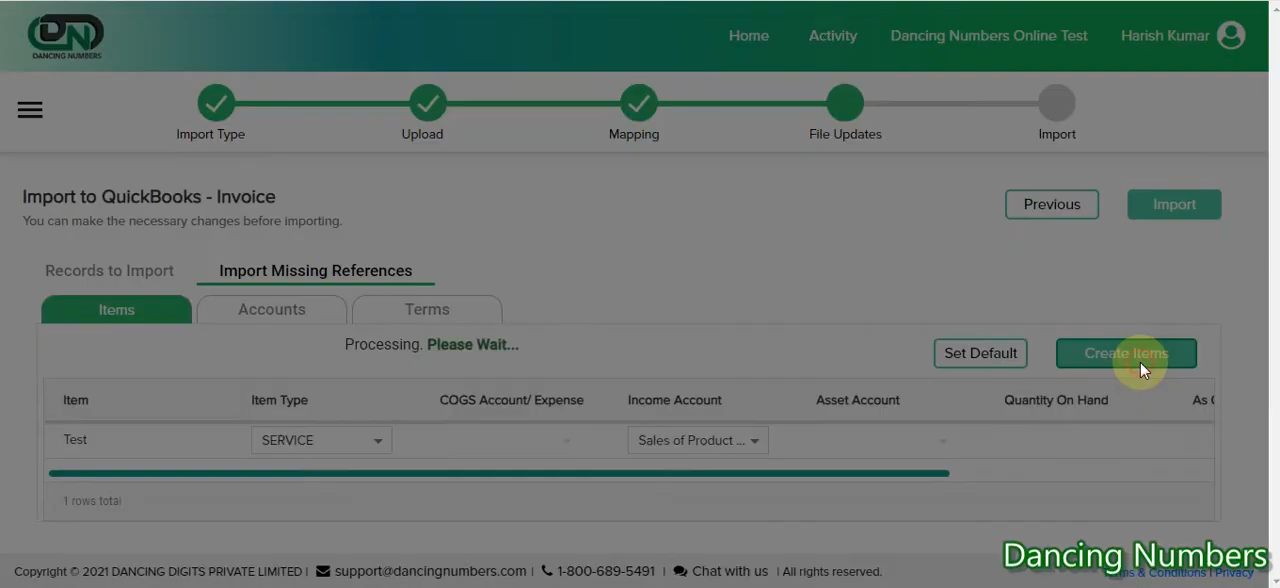 DN
DANCING NUMBERS
Home Activity Dancing Numbers Online Test Harish Kumar
Import Type Upload Mapping File Updates Import
Import to QuickBooks - Invoice
You can make the necessary changes before importing.
Previous Import
Records to Import Import Missing References
Items Accounts Terms
Processing. Please Wait...
Set Default Create Items
Item Item Type COGS Account/ Expense Income Account Asset Account Quantity On Hand As
Test SERVICE Sales of Product ...
1 rows total
Dancing Numbers
Copyright © 2021 DANCING DIGITS PRIVATE LIMITED | support@dancingnumbers.com | 1-800-689-5491 | Chat with us | All rights reserved. Terms & Conditions | Privacy